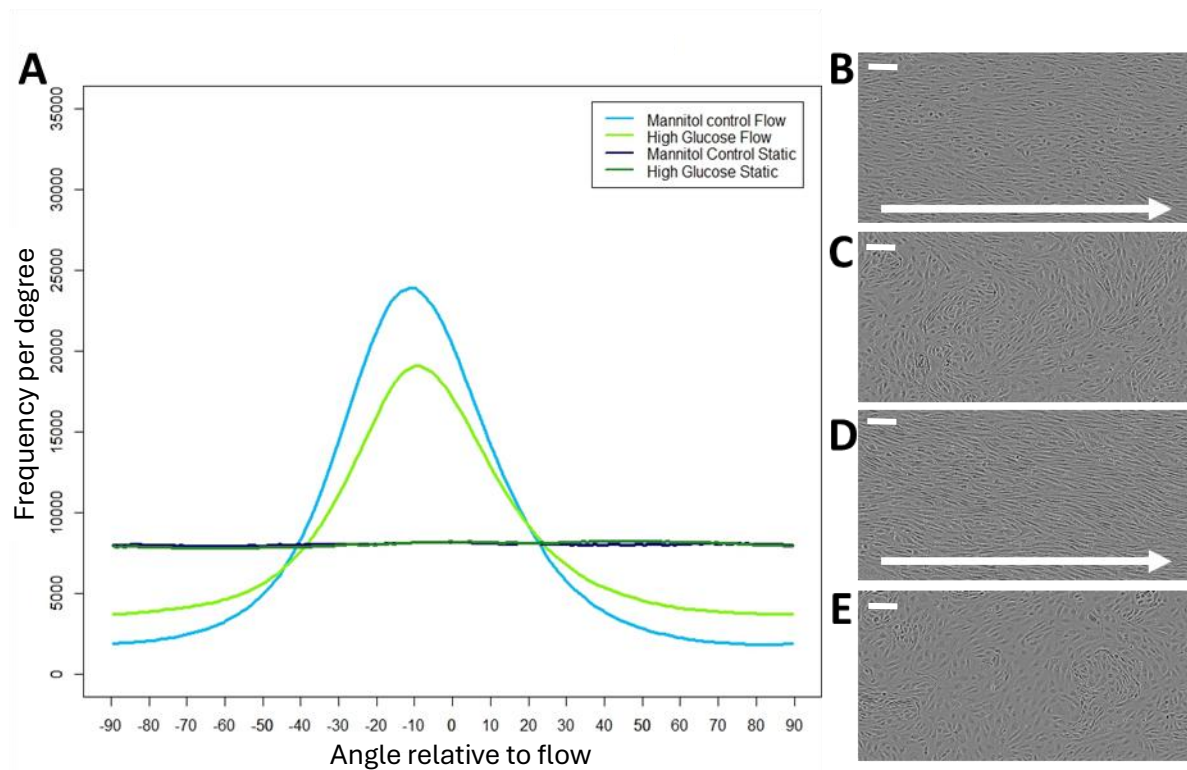 A
Frequency per degree
35000
30000
25000
20000
15000
10000
5000
0
Mannitol control Flow
High Glucose Flow
Mannitol Control Static
High Glucose Static
-90 -80 -70 -60 -50 -40 -30 -20 -10 0 10 20 30 40 50 60 70 80 90
Angle relative to flow
B
C
D
E